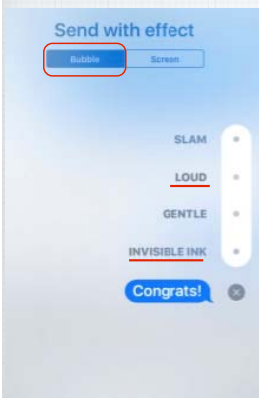 Send with effect
Bubble Screen
SLAM
LOUD
GENTLE
INVISIBLE INK
Congrats!